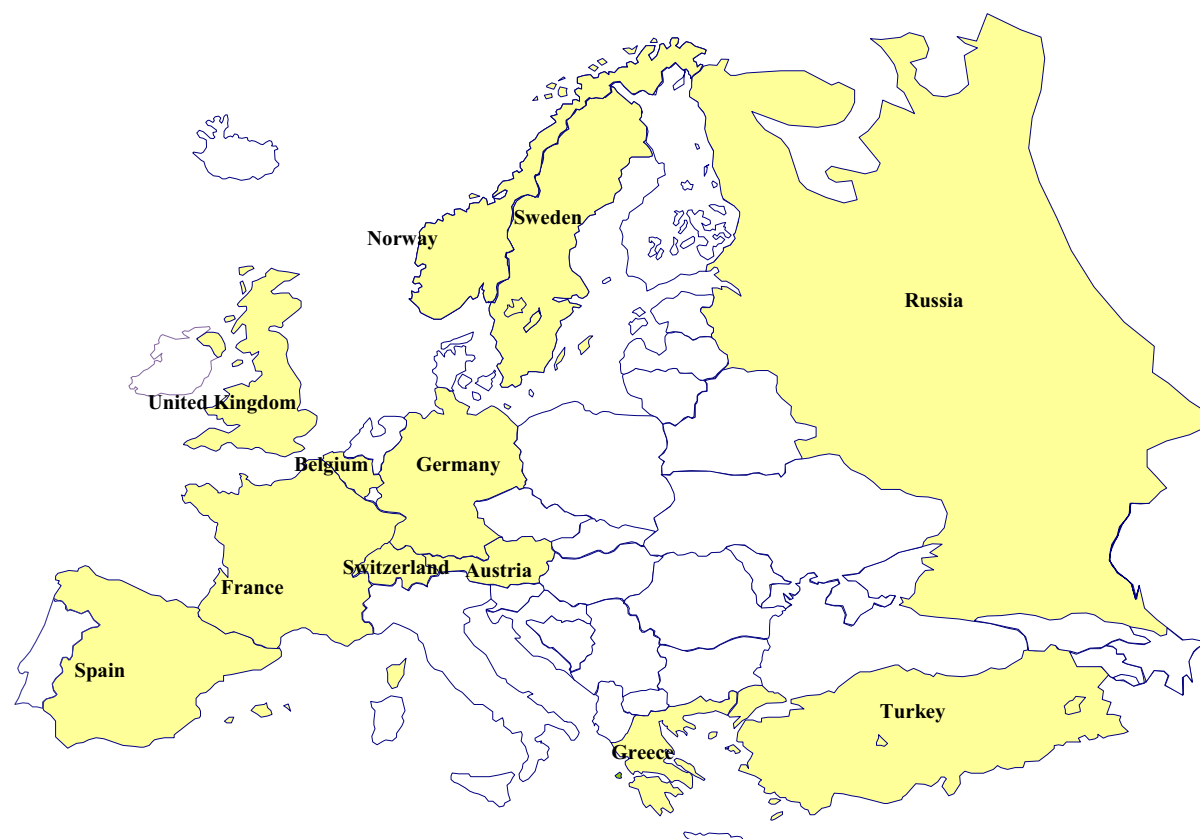 Sweden
Norway
Russia
United Kingdom
Belgium
Germany
Switzerland
Austria
France
Spain
Turkey
Greece